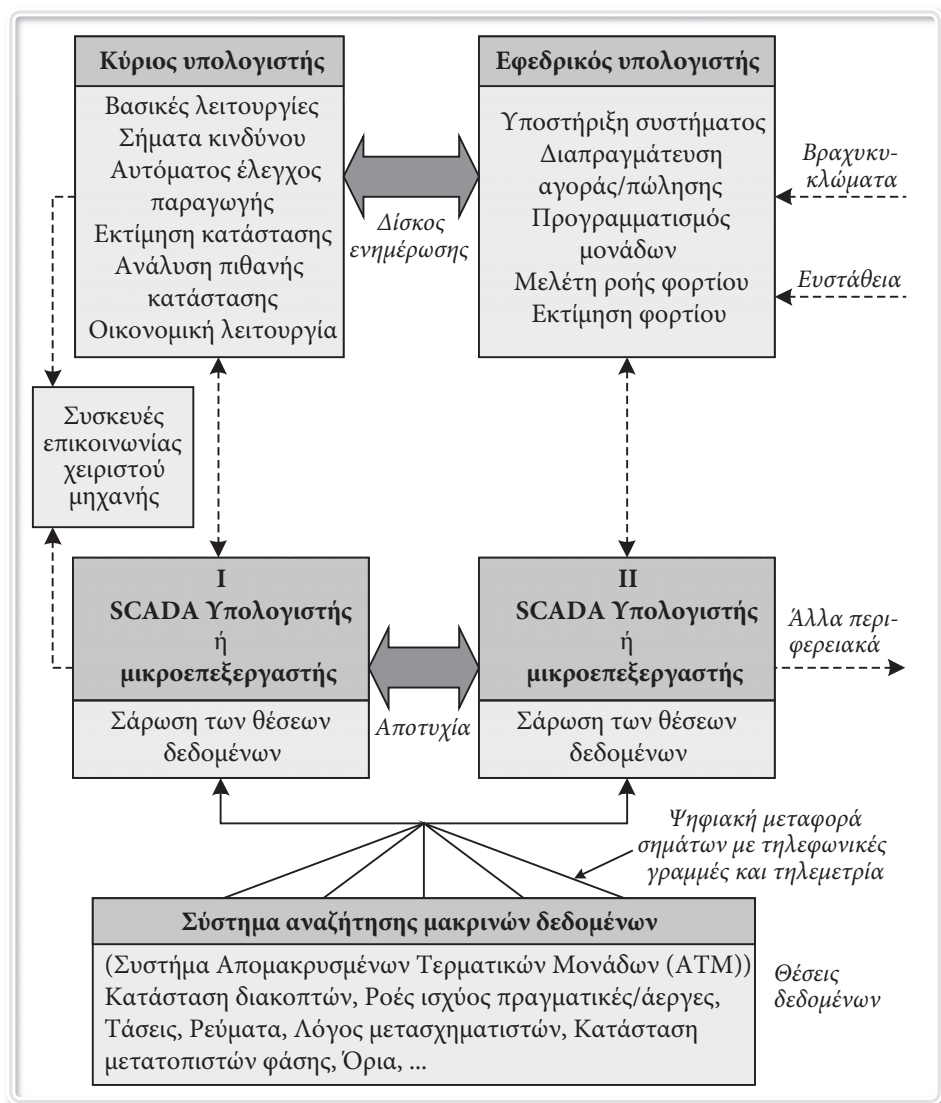 Κύριος υπολογιστής
Βασικές λειτουργίες
Σήματα κινδύνου
Αυτόματος έλεγχος
παραγωγής
Εκτίμηση κατάστασης
Ανάλυση πιθανής
κατάστασης
Οικονομική λειτουργία
Δίσκος
ενημέρωσης
Εφεδρικός υπολογιστής
Υποστήριξη συστήματος
Διαπραγμάτευση
αγοράς/πώλησης
Προγραμματισμός
μονάδων
Μελέτη ροής φορτίου
Εκτίμηση φορτίου
Βραχυκυ-
κλώματα
Ευστάθεια
Συσκευές
επικοινωνίας
χειριστού
μηχανής
I
SCADA Υπολογιστής
ή
μικροεπεξεργαστής
Σάρωση των θέσεων
δεδομένων
Αποτυχία
II
SCADA Υπολογιστής
ή
μικροεπεξεργαστής
Σάρωση των θέσεων
δεδομένων
Άλλα περι-
φερειακά
Ψηφιακή μεταφορά
σημάτων με τηλεφωνικές
γραμμές και τηλεμετρία
Σύστημα αναζήτησης μακρινών δεδομένων
(Συστήμα Απομακρυσμένων Τερματικών Μονάδων (ΑΤΜ))
Κατάσταση διακοπτών, Ροές ισχύος πραγματικές/άεργες,
Τάσεις, Ρεύματα, Λόγος μετασχηματιστών, Κατάσταση
μετατοπιστών φάσης, Όρια, ...
Θέσεις
δεδομένων